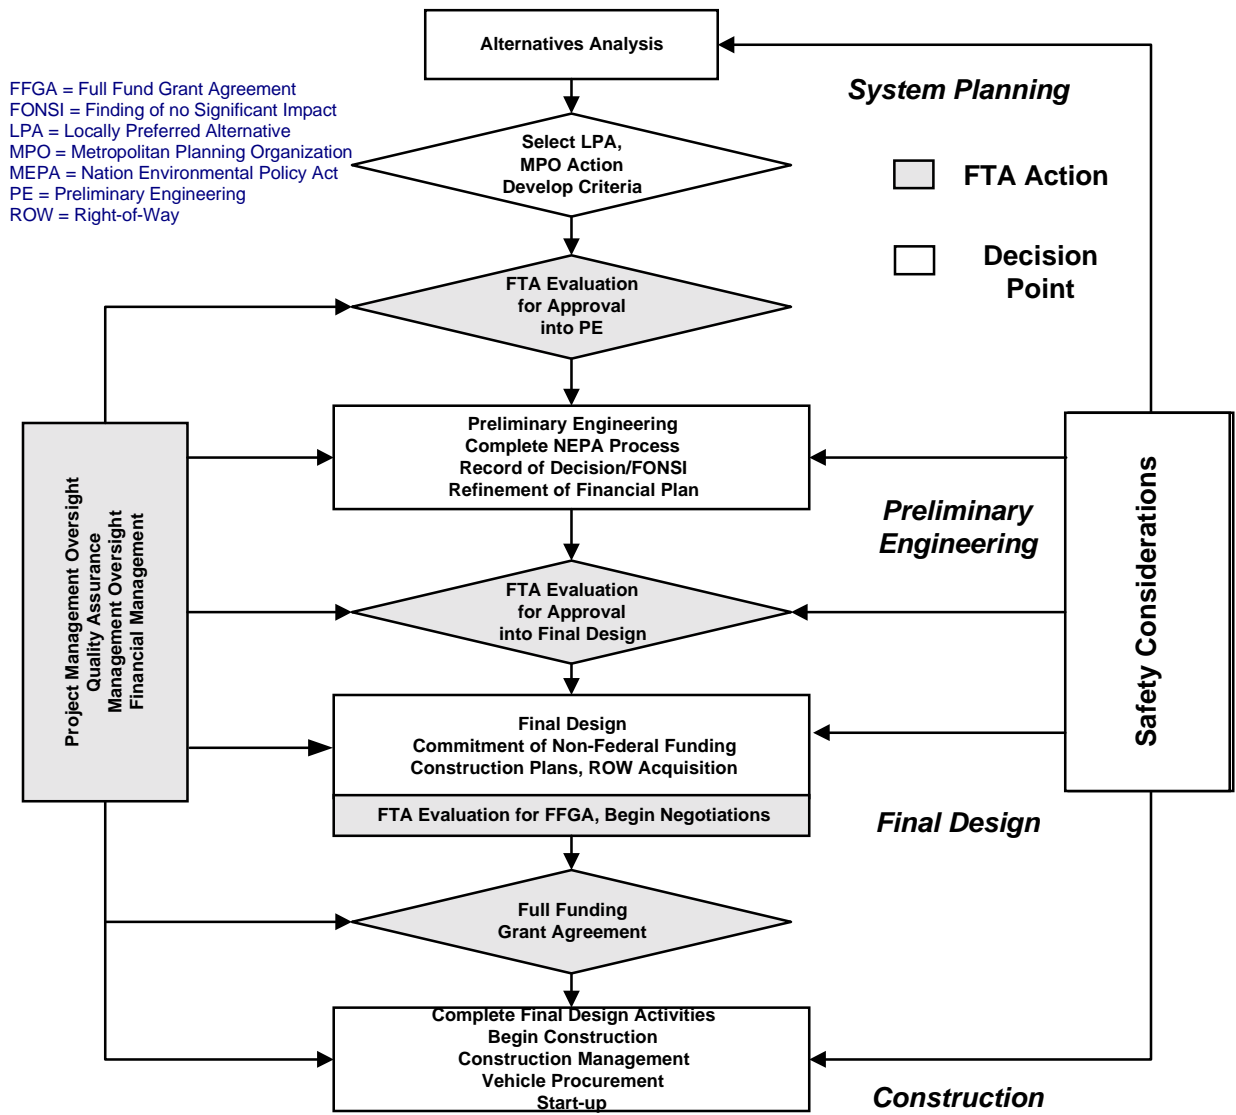 Alternatives Analysis
FFGA = Full Fund Grant Agreement
FONSI = Finding of no Significant Impact
LPA = Locally Preferred Alternative
MPO = Metropolitan Planning Organization
MEPA = Nation Environmental Policy Act
PE = Preliminary Engineering
ROW = Right-of-Way
System Planning
Select LPA,
MPO Action
Develop Criteria
FTA Action
Decision
Point
FTA Evaluation
for Approval
into PE
Preliminary Engineering
Complete NEPA Process
Record of Decision/FONSI
Refinement of Financial Plan
Project Management Oversight
Quality Assurance
Management Oversight
Financial Management
Safety Considerations
Preliminary
Engineering
FTA Evaluation
for Approval
into Final Design
Final Design
Commitment of Non-Federal Funding
Construction Plans, ROW Acquisition
FTA Evaluation for FFGA, Begin Negotiations
Final Design
Full Funding
Grant Agreement
Complete Final Design Activities
Begin Construction
Construction Management
Vehicle Procurement
Start-up
Construction